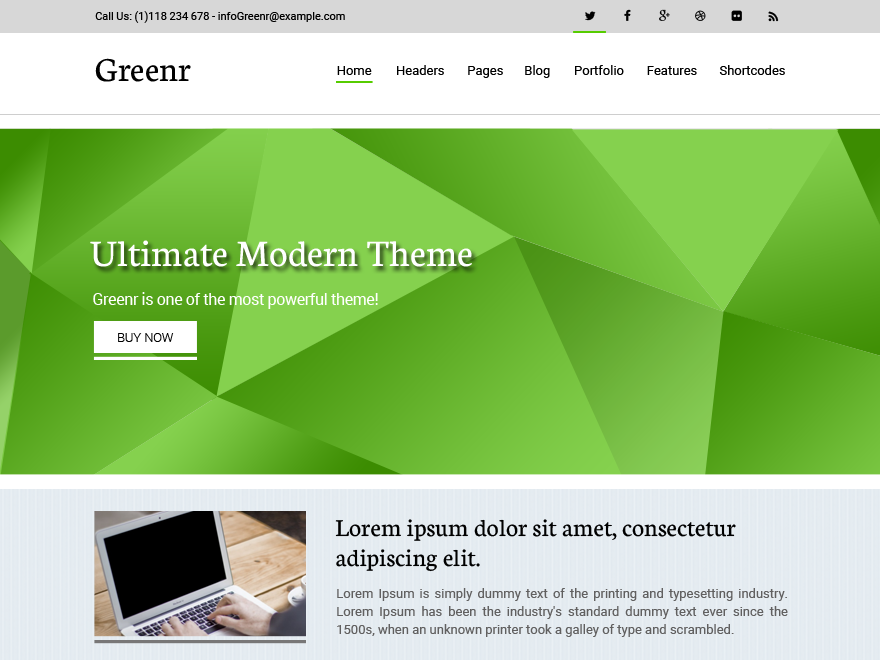 Call Us: (1)118 234 678 - infoGreenr@example.com
Greenr
Home Headers Pages Blog Portfolio Features Shortcodes
Ultimate Modern Theme
Greenr is one of the most powerful theme!
BUY NOW
Lorem ipsum dolor sit amet, consectetur
adipiscing elit.
Lorem Ipsum is simply dummy text of the printing and typesetting industry.
Lorem Ipsum has been the industry's standard dummy text ever since the
1500s, when an unknown printer took a galley of type and scrambled.